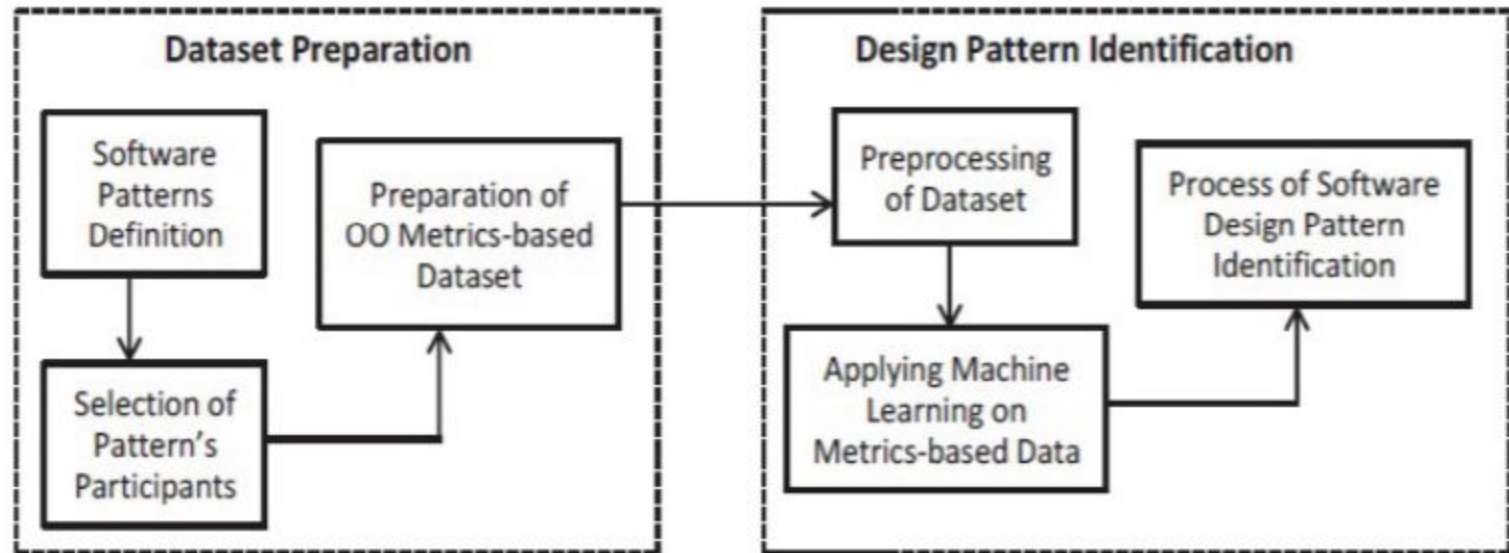 Dataset Preparation
Software
Patterns
Definition
Selection of
Pattern’s
Participants
Preparation of
OO Metrics-based
Dataset
Design Pattern Identification
Preprocessing
of Dataset
Applying Machine
Learning on
Metrics-based Data
Process of Software
Design Pattern
Identification